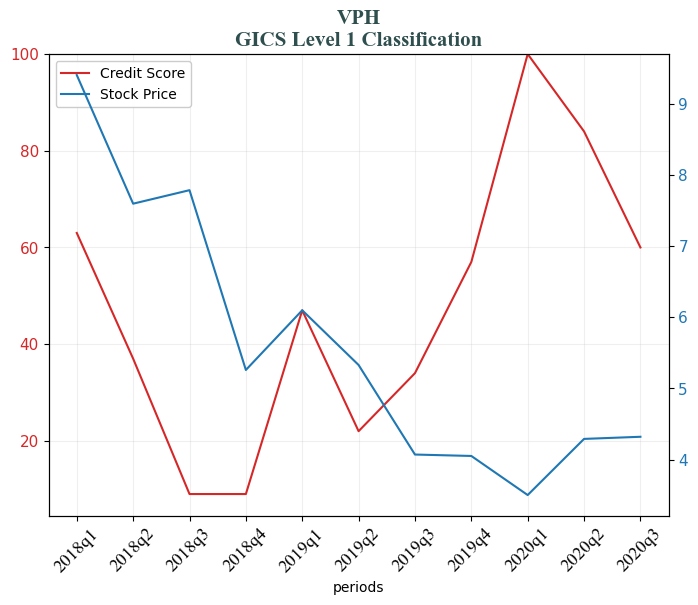 VPH
GICS Level 1 Classification
Credit Score
Stock Price
100
80
60
40
20
9
8
7
6
5
4
2018q1
2018q2
2018q3
2018q4
2019q1
2019q2
2019q3
2019q4
2020q1
2020q2
2020q3
periods